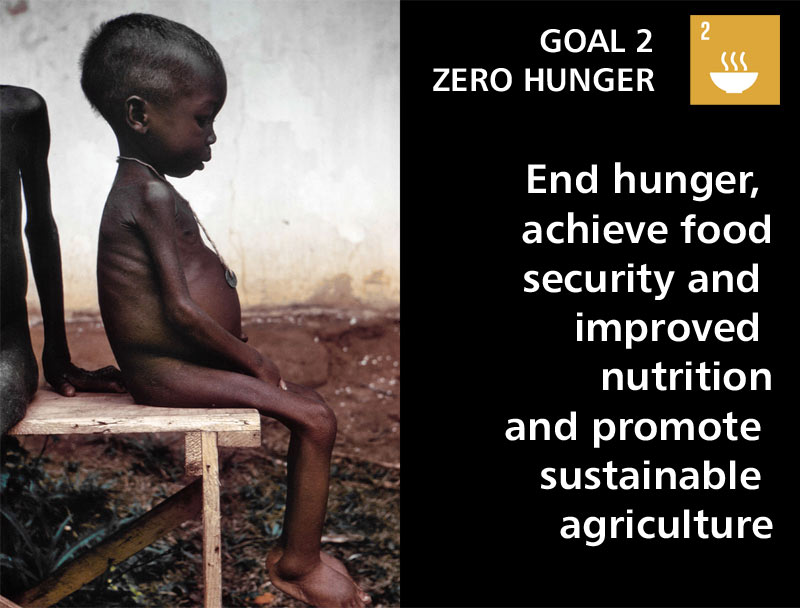 GOAL 2
ZERO HUNGER
2
End hunger,
achieve food
security and
improved
nutrition
and promote
sustainable
agriculture